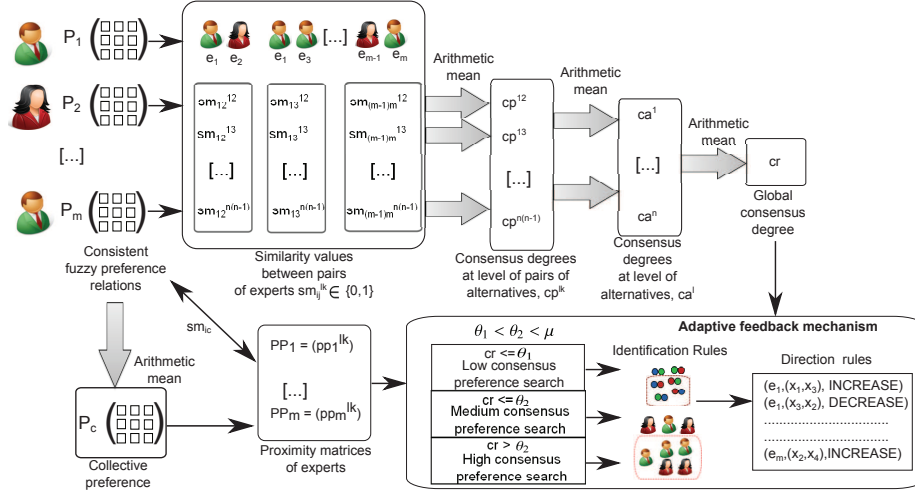 P1
P2
[...]
Pm
Consistent
fuzzy preference
relations
e1 e2 e1 e3 [...] em-1 em
sm12^12 sm13^12 sm(m-1)m^12
sm12^13 sm13^13 sm(m-1)m^13
[...] [...] [...]
sm12^n(n-1) sm13^n(n-1) sm(m-1)m^n(n-1)
Similarity values
between pairs
of experts smij^lk ∈ {0,1}
Arithmetic
mean
cp^12
cp^13
[...]
cp^n(n-1)
Consensus degrees
at level of pairs of
alternatives, cp^lk
Arithmetic
mean
ca^1
[...]
ca^n
Consensus
degrees
at level of
alternatives, ca^l
Arithmetic
mean
cr
Global
consensus
degree
smic
Arithmetic
mean
Pc
Collective
preference
PP1 = (pp1^lk)
[...]
PPm = (ppm^lk)
Proximity matrices
of experts
θ1 < θ2 < μ
Adaptive feedback mechanism
cr <= θ1
Low consensus
preference search
cr <= θ2
Medium consensus
preference search
cr > θ2
High consensus
preference search
Identification Rules
Direction rules
(e1,(x1,x3), INCREASE)
(e1,(x3,x2), DECREASE)
................................
................................
(em,(x2,x4),INCREASE)